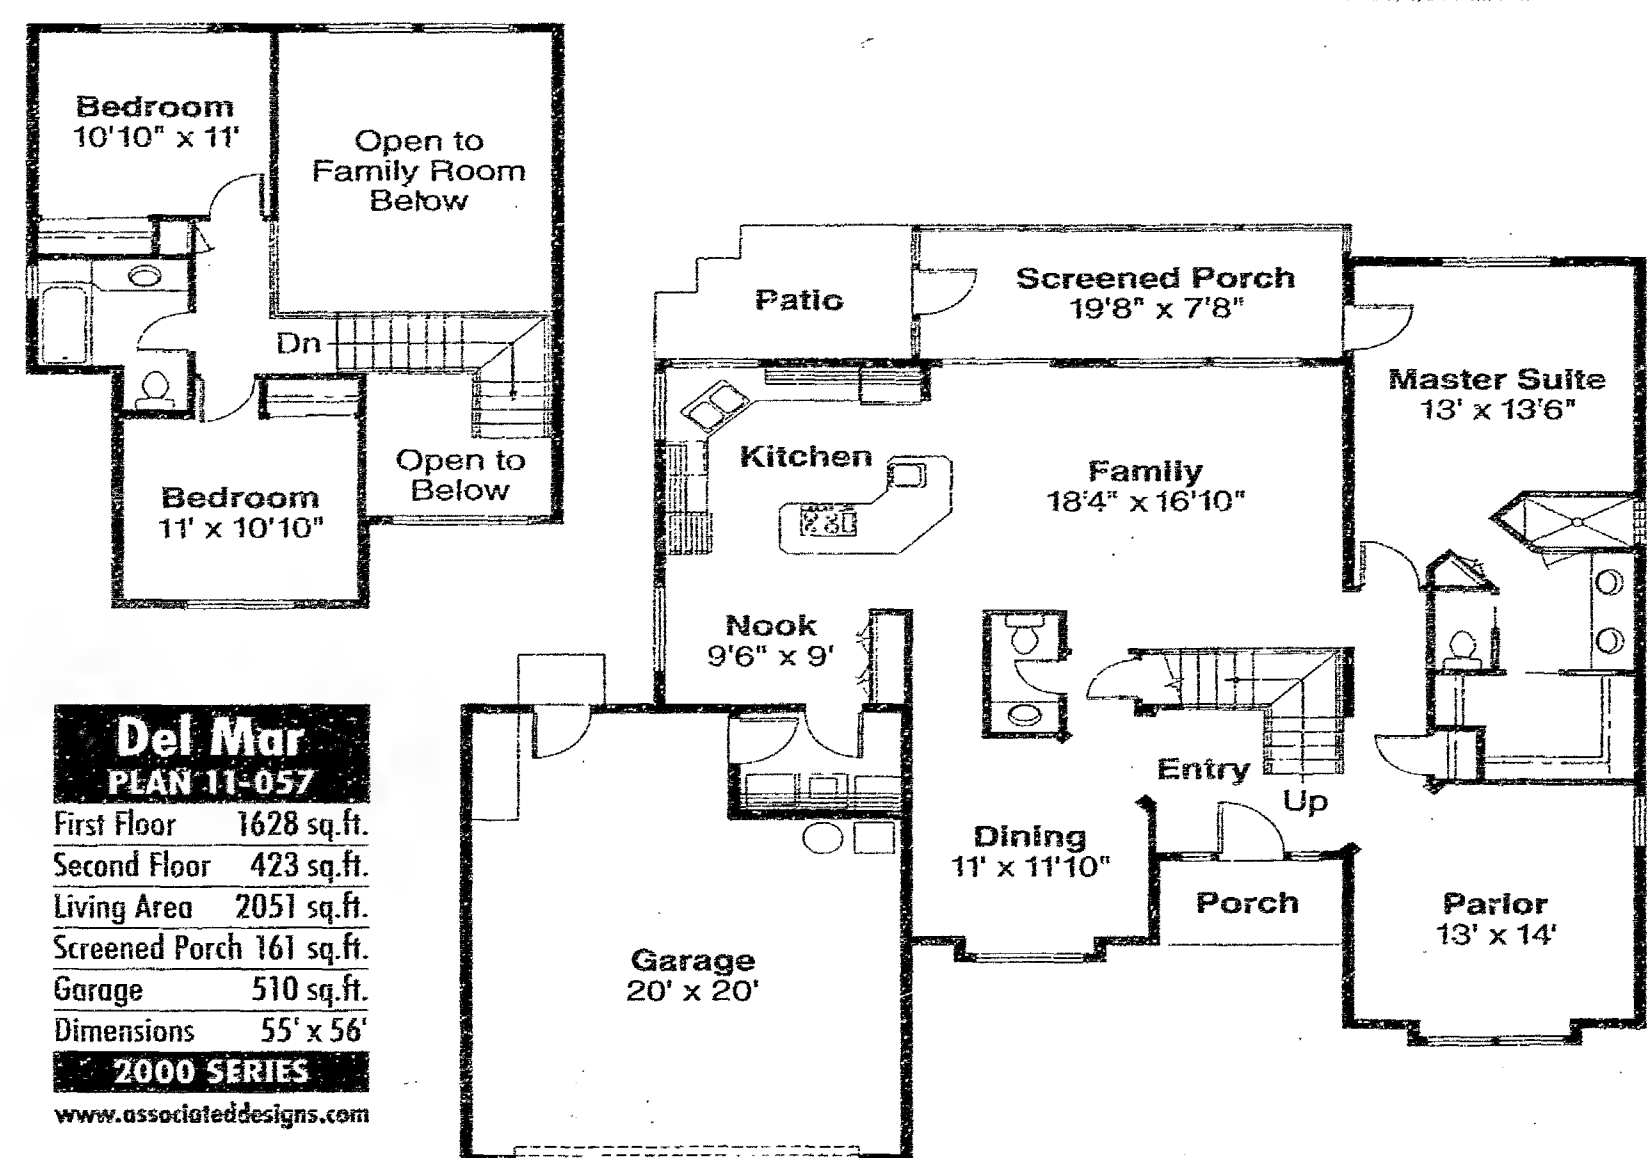 Bedroom
10'10" x 11'
Open to
Family Room
Below
Dn
Open to
Below
Bedroom
11' x 10'10"
Patio
Screened Porch
19'8" x 7'8"
Master Suite
13' x 13'6"
Kitchen
Family
18'4" x 16'10"
Nook
9'6" x 9'
Entry
Up
Dining
11' x 11'10"
Porch
Parlor
13' x 14'
Garage
20' x 20'
Del Mar
PLAN 11-057
First Floor 1628 sq.ft.
Second Floor 423 sq.ft.
Living Area 2051 sq.ft.
Screened Porch 161 sq.ft.
Garage 510 sq.ft.
Dimensions 55' x 56'
2000 SERIES
www.associateddesigns.com